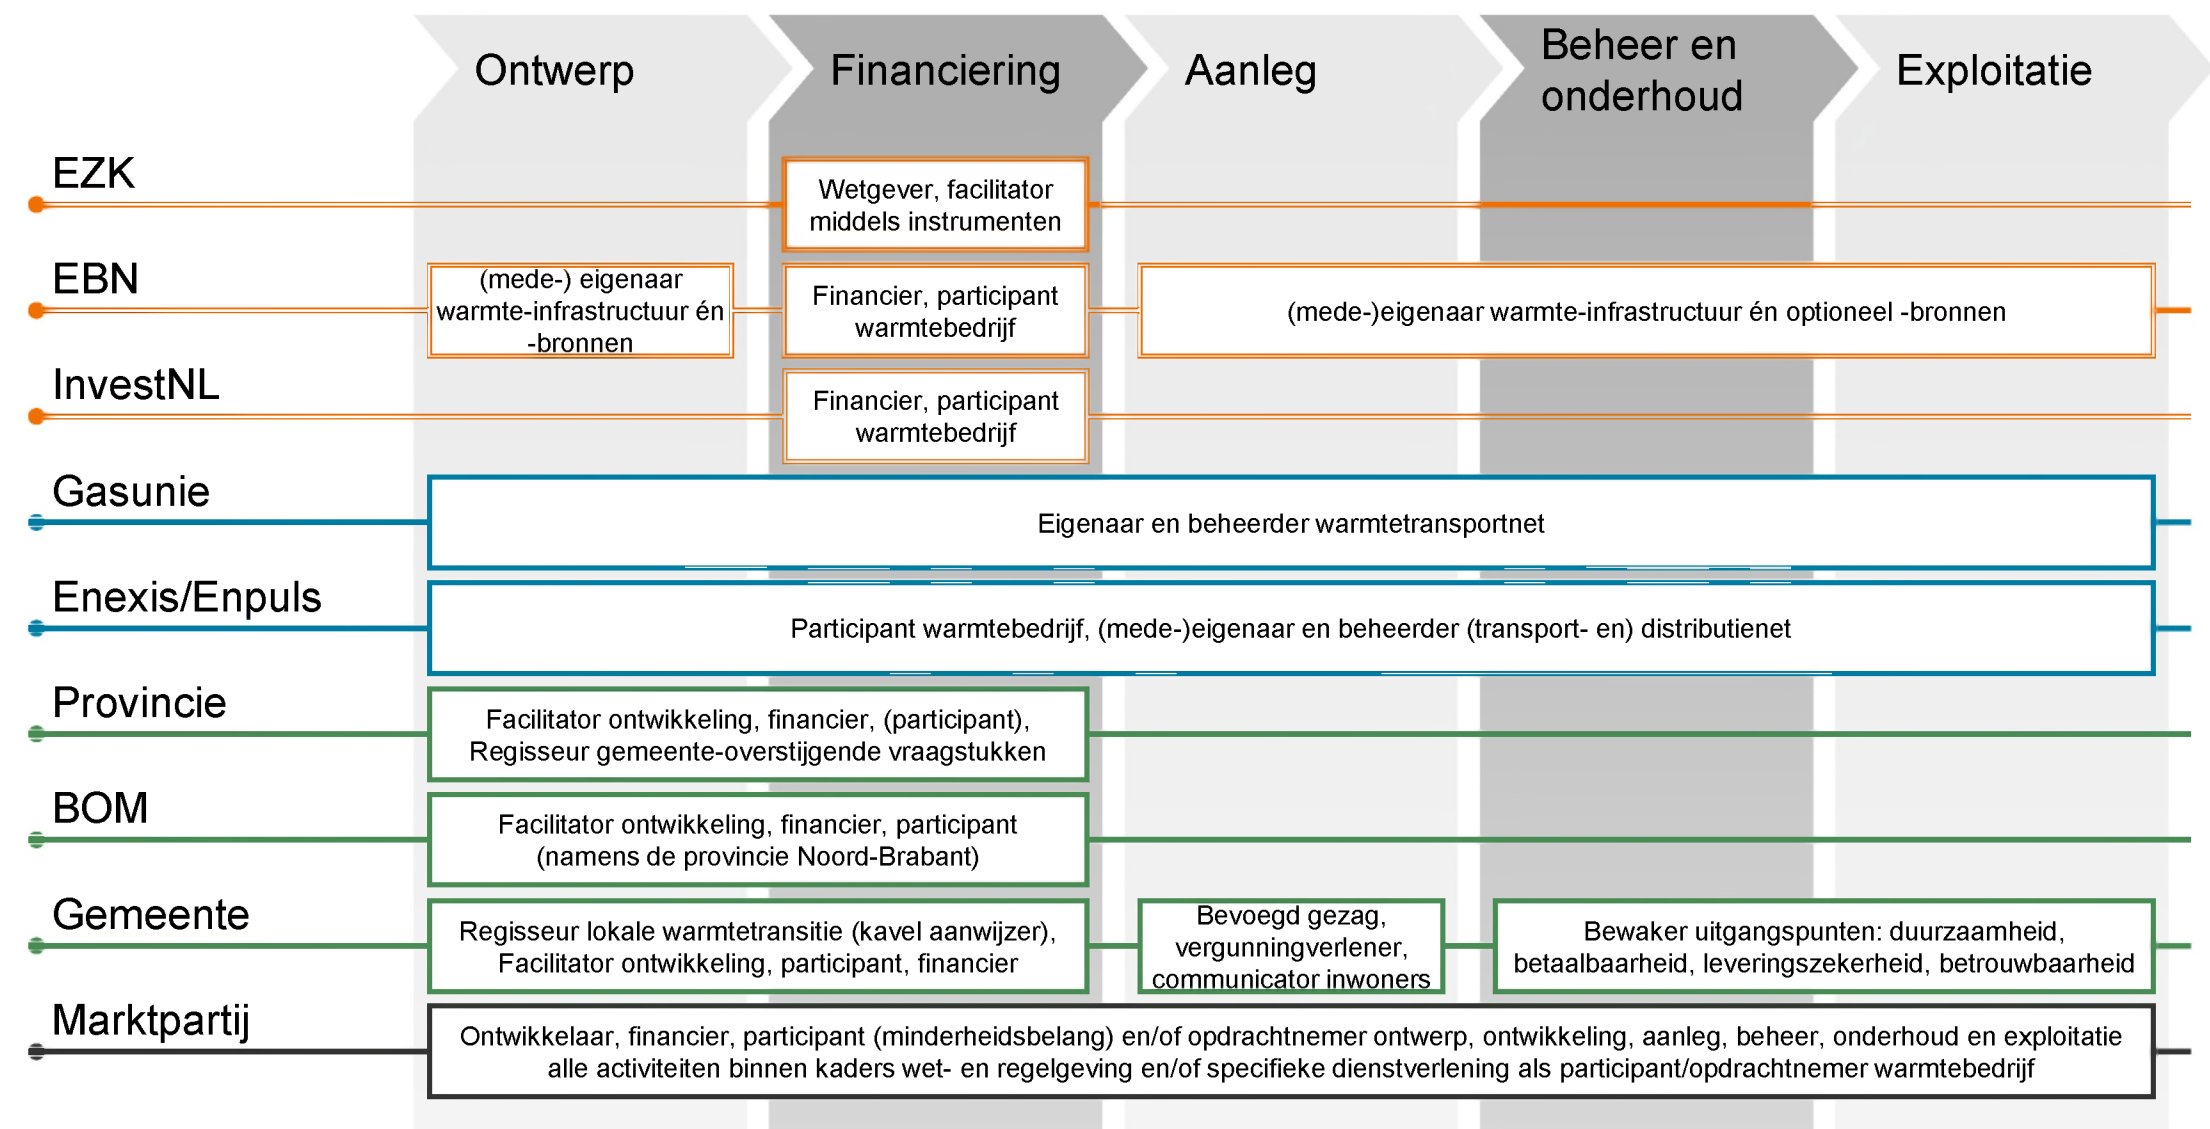 Ontwerp
Financiering
Aanleg
Beheer en
onderhoud
Exploitatie
EZK
Wetgever, facilitator
middels instrumenten
EBN
(mede-) eigenaar
warmte-infrastructuur én
-bronnen
Financier, participant
warmtebedrijf
(mede-)eigenaar warmte-infrastructuur én optioneel -bronnen
InvestNL
Financier, participant
warmtebedrijf
Gasunie
Eigenaar en beheerder warmtetransportnet
Enexis/Enpuls
Participant warmtebedrijf, (mede-)eigenaar en beheerder (transport- en) distributienet
Provincie
Facilitator ontwikkeling, financier, (participant),
Regisseur gemeente-overstijgende vraagstukken
BOM
Facilitator ontwikkeling, financier, participant
(namens de provincie Noord-Brabant)
Gemeente
Regisseur lokale warmtetransitie (kavel aanwijzer),
Facilitator ontwikkeling, participant, financier
Bevoegd gezag,
vergunningverlener,
communicator inwoners
Bewaker uitgangspunten: duurzaamheid,
betaalbaarheid, leveringszekerheid, betrouwbaarheid
Marktpartij
Ontwikkelaar, financier, participant (minderheidsbelang) en/of opdrachtnemer ontwerp, ontwikkeling, aanleg, beheer, onderhoud en exploitatie
alle activiteiten binnen kaders wet- en regelgeving en/of specifieke dienstverlening als participant/opdrachtnemer warmtebedrijf